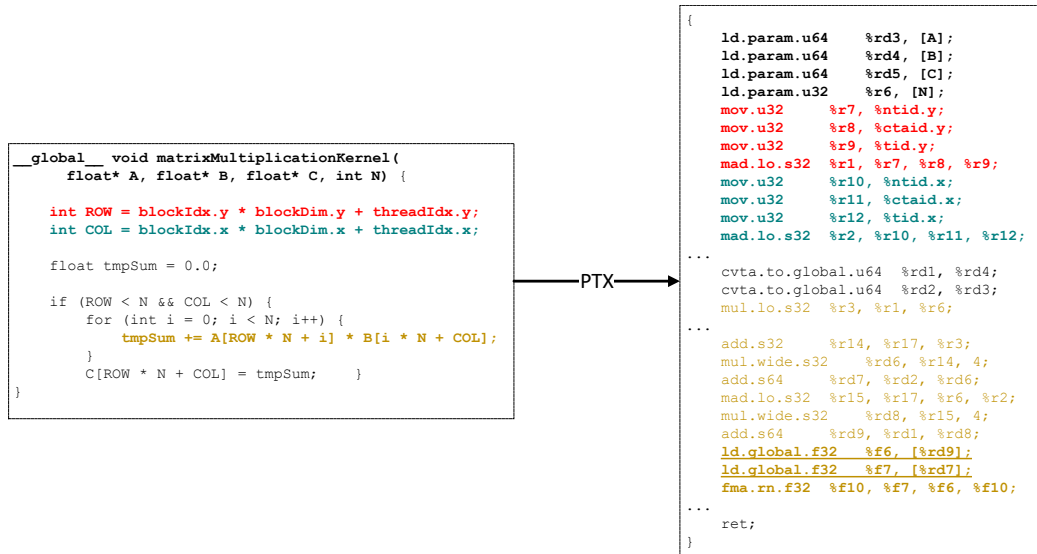 __global__ void matrixMultiplicationKernel(
float* A, float* B, float* C, int N) {
int ROW = blockIdx.y * blockDim.y + threadIdx.y;
int COL = blockIdx.x * blockDim.x + threadIdx.x;
float tmpSum = 0.0;
if (ROW < N && COL < N) {
for (int i = 0; i < N; i++) {
tmpSum += A[ROW * N + i] * B[i * N + COL];
}
C[ROW * N + COL] = tmpSum; }
}
PTX
{
ld.param.u64 %rd3, [A];
ld.param.u64 %rd4, [B];
ld.param.u64 %rd5, [C];
ld.param.u32 %r6, [N];
mov.u32 %r7, %ntid.y;
mov.u32 %r8, %ctaid.y;
mov.u32 %r9, %tid.y;
mad.lo.s32 %r1, %r7, %r8, %r9;
mov.u32 %r10, %ntid.x;
mov.u32 %r11, %ctaid.x;
mov.u32 %r12, %tid.x;
mad.lo.s32 %r2, %r10, %r11, %r12;
...
cvta.to.global.u64 %rd1, %rd4;
cvta.to.global.u64 %rd2, %rd3;
mul.lo.s32 %r3, %r1, %r6;
...
add.s32 %r14, %r17, %r3;
mul.wide.s32 %rd6, %r14, 4;
add.s64 %rd7, %rd2, %rd6;
mad.lo.s32 %r15, %r17, %r6, %r2;
mul.wide.s32 %rd8, %r15, 4;
add.s64 %rd9, %rd1, %rd8;
ld.global.f32 %f6, [%rd9];
ld.global.f32 %f7, [%rd7];
fma.rn.f32 %f10, %f7, %f6, %f10;
...
ret;
}